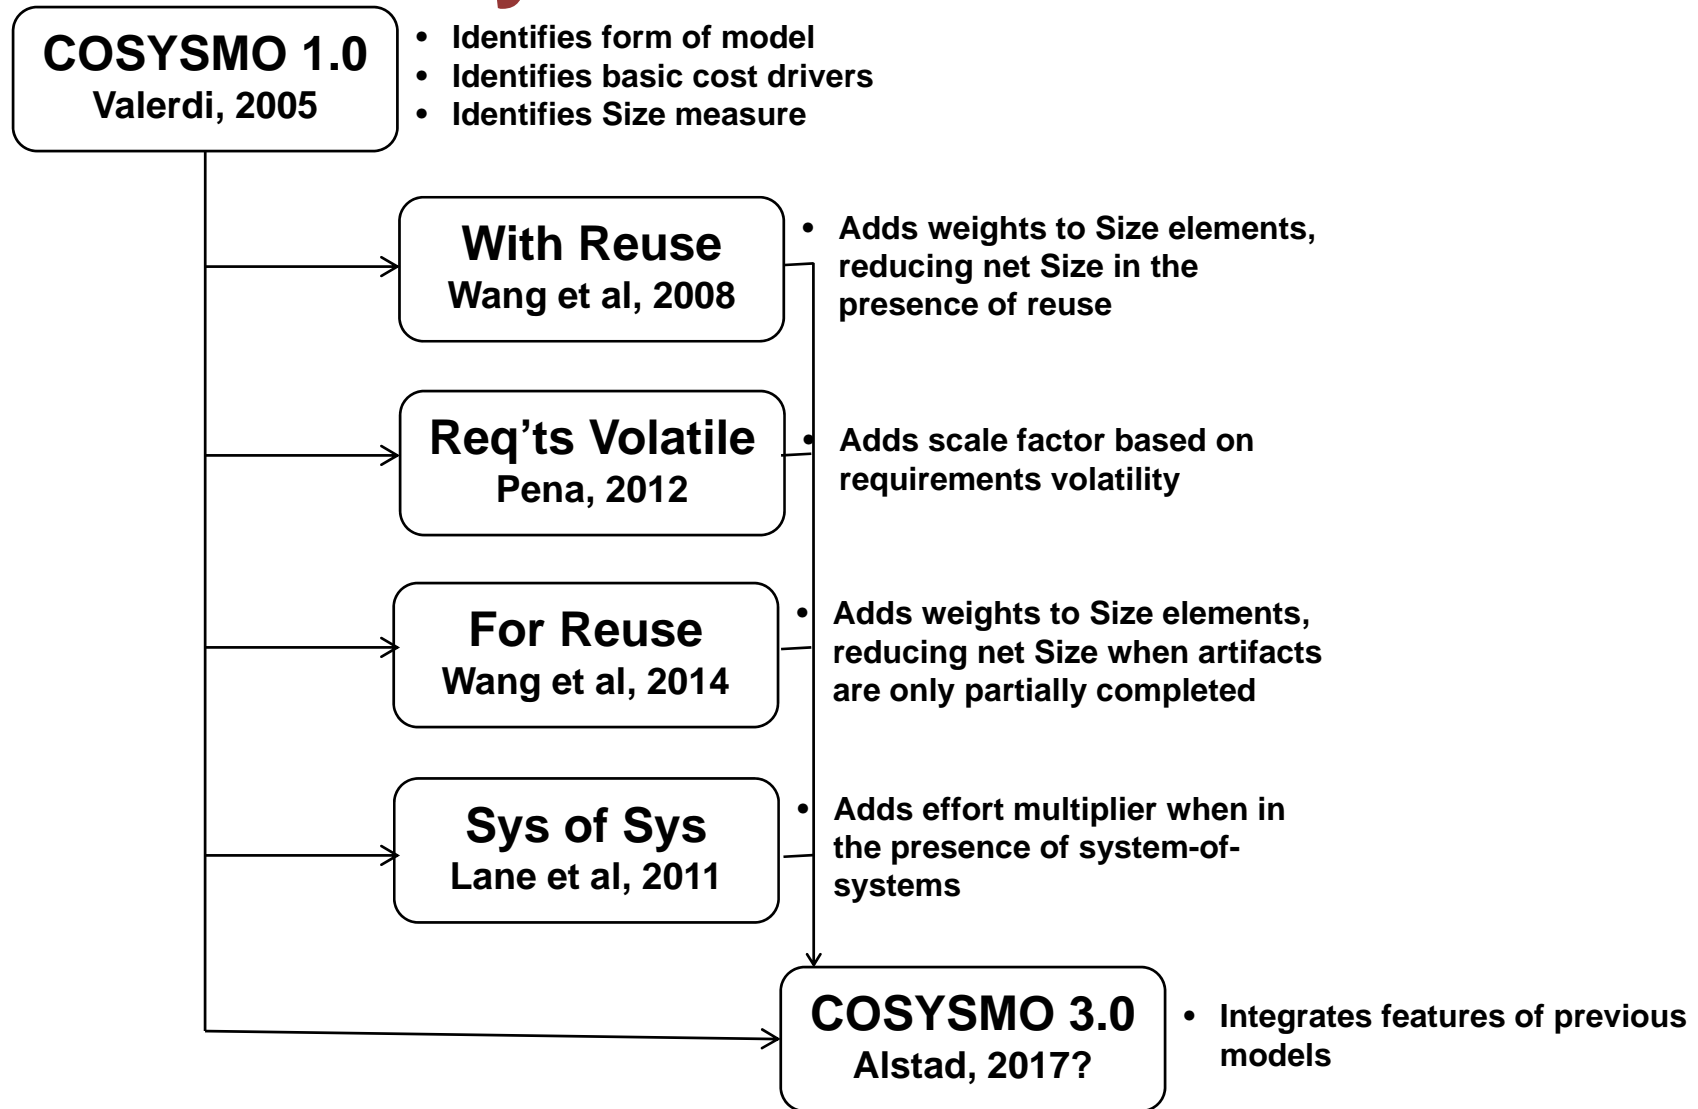 COSYSMO 1.0
Valerdi, 2005
• Identifies form of model
• Identifies basic cost drivers
• Identifies Size measure
With Reuse
Wang et al, 2008
• Adds weights to Size elements,
reducing net Size in the
presence of reuse
Req’ts Volatile
Pena, 2012
• Adds scale factor based on
requirements volatility
For Reuse
Wang et al, 2014
• Adds weights to Size elements,
reducing net Size when artifacts
are only partially completed
Sys of Sys
Lane et al, 2011
• Adds effort multiplier when in
the presence of system-of-
systems
COSYSMO 3.0
Alstad, 2017?
• Integrates features of previous
models